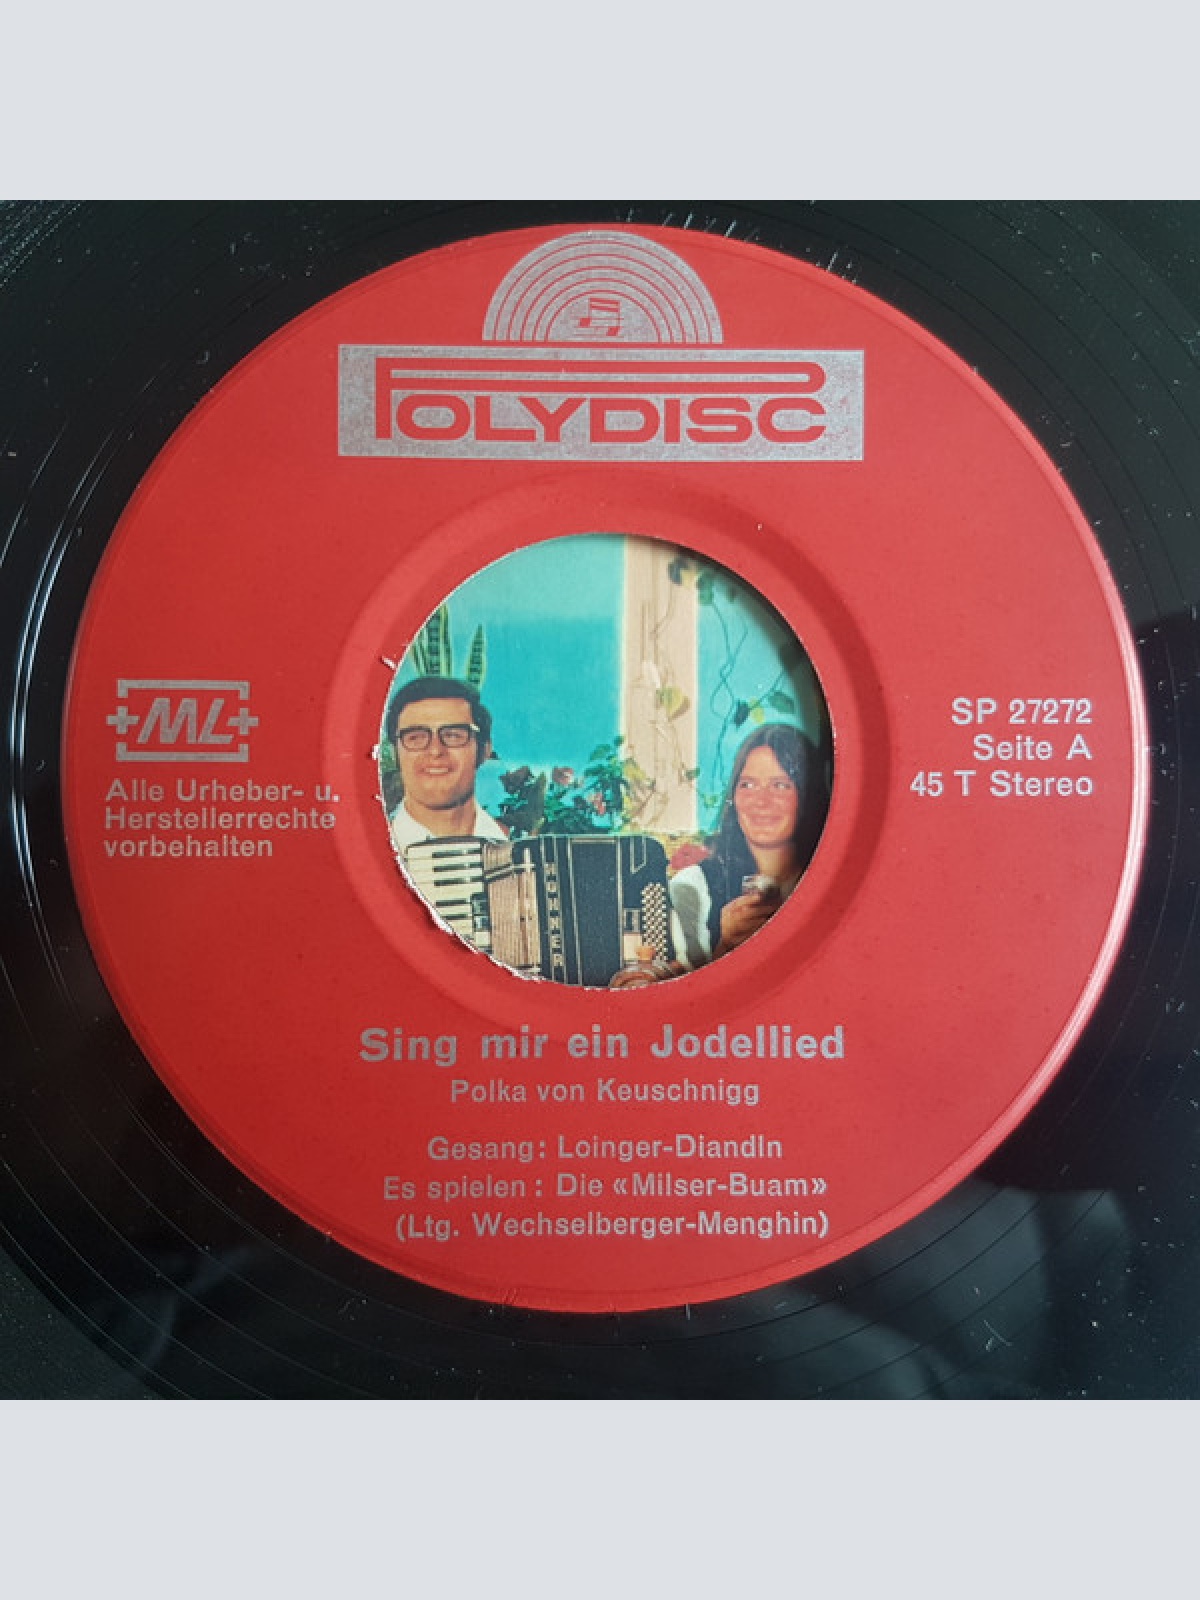 POLYDISC
+ML+
Alle Urheber- u.
Herstellerrechte
vorbehalten
SP 27272
Seite A
45 T Stereo
HOHNER
Sing mir ein Jodellied
Polka von Keuschnigg
Gesang: Loinger-Diandln
Es spielen: Die «Milser-Buam»
(Ltg. Wechselberger-Menghin)